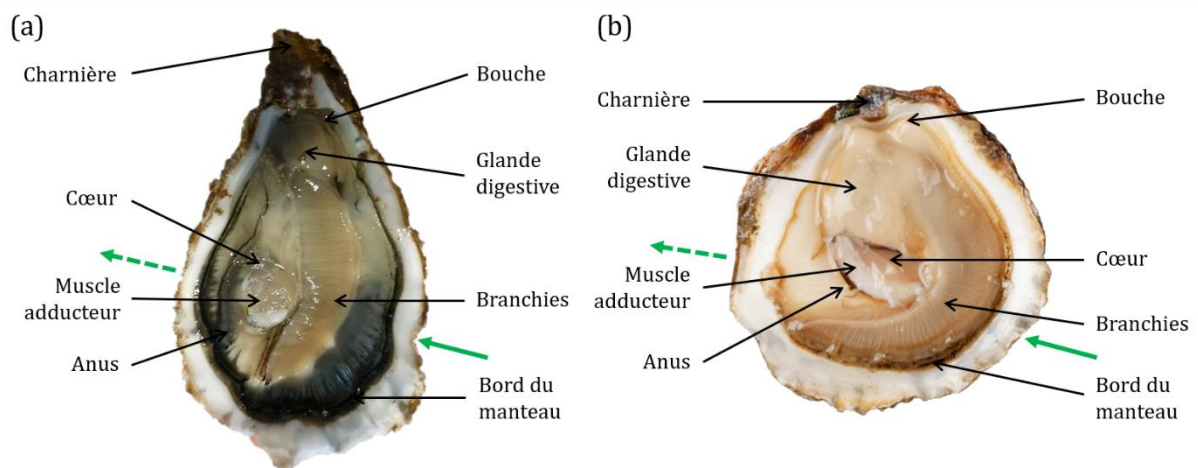 (a)
Charnière
Bouche
Glande
digestive
Cœur
Muscle
adducteur
Branchies
Anus
Bord du
manteau
(b)
Charnière
Bouche
Glande
digestive
Muscle
adducteur
Cœur
Branchies
Anus
Bord du
manteau